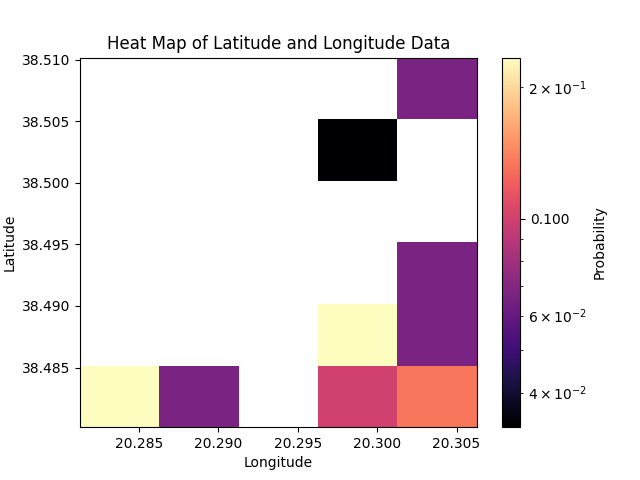 Heat Map of Latitude and Longitude Data
38.510
38.505
38.500
38.495
38.490
38.485
Latitude
20.285 20.290 20.295 20.300 20.305
Longitude
2 × 10⁻¹
0.100
6 × 10⁻²
4 × 10⁻²
Probability